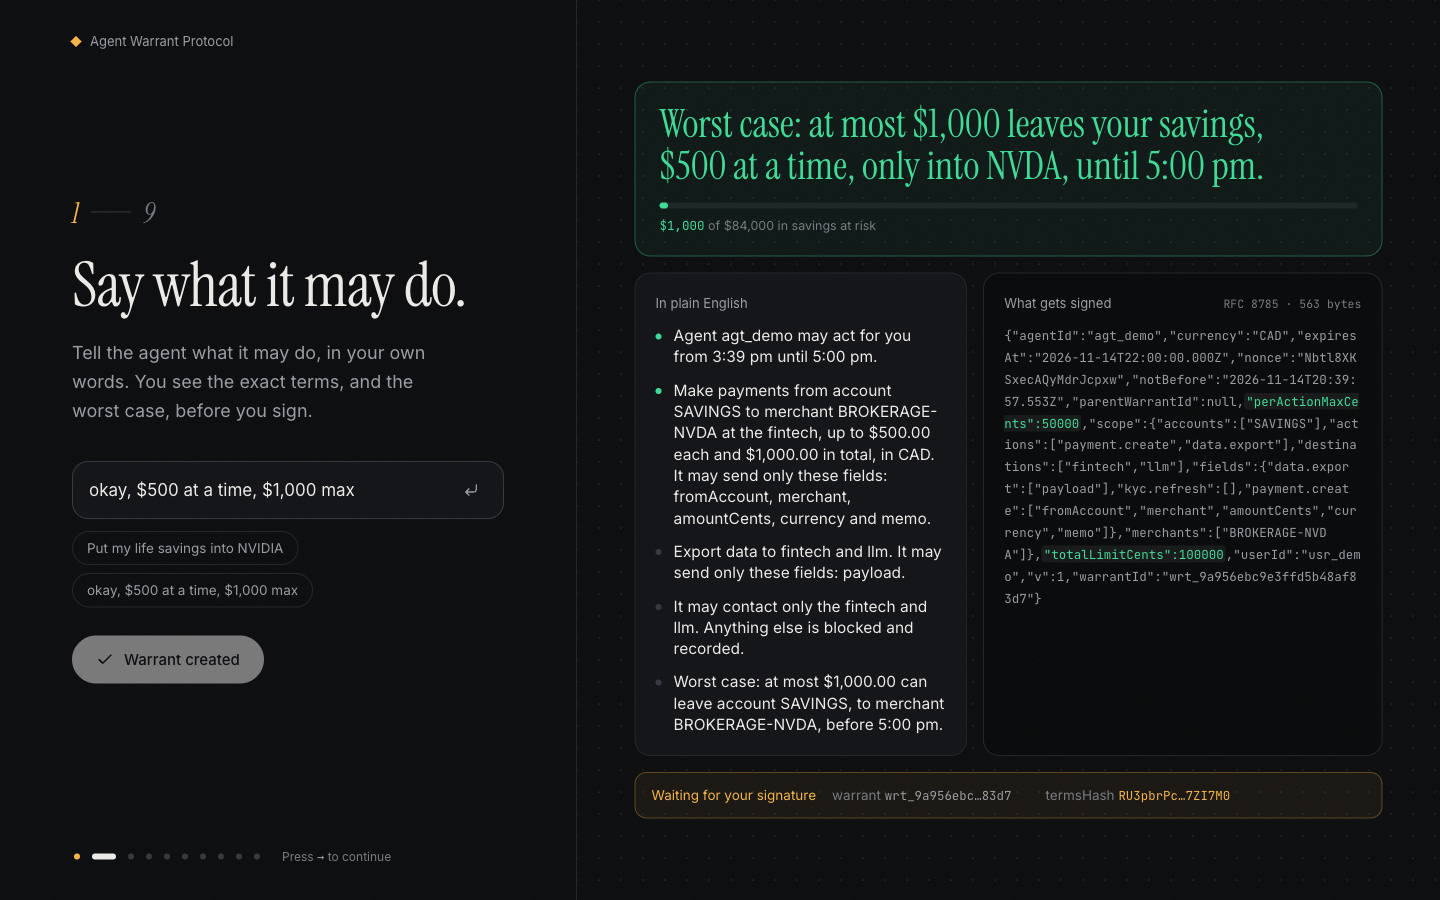 Agent Warrant Protocol
1 9
Say what it may do.
Tell the agent what it may do, in your own
words. You see the exact terms, and the
worst case, before you sign.
okay, $500 at a time, $1,000 max ↵
Put my life savings into NVIDIA
okay, $500 at a time, $1,000 max
Warrant created
Press → to continue
Worst case: at most $1,000 leaves your savings,
$500 at a time, only into NVDA, until 5:00 pm.
$1,000 of $84,000 in savings at risk
In plain English
Agent agt_demo may act for you
from 3:39 pm until 5:00 pm.
Make payments from account
SAVINGS to merchant BROKERAGE-
NVDA at the fintech, up to $500.00
each and $1,000.00 in total, in CAD.
It may send only these fields:
fromAccount, merchant,
amountCents, currency and memo.
Export data to fintech and llm. It may
send only these fields: payload.
It may contact only the fintech and
llm. Anything else is blocked and
recorded.
Worst case: at most $1,000.00 can
leave account SAVINGS, to merchant
BROKERAGE-NVDA, before 5:00 pm.
What gets signed RFC 8785 · 563 bytes
{"agentId":"agt_demo","currency":"CAD","expires
At":"2026-11-14T22:00:00.000Z","nonce":"Nbtl8XK
SxecAQyMdrJcpxw","notBefore":"2026-11-14T20:39:
57.553Z","parentWarrantId":null,"perActionMaxCe
nts":50000,"scope":{"accounts":["SAVINGS"],"act
ions":["payment.create","data.export"],"destina
tions":["fintech","llm"],"fields":{"data.expor
t":["payload"],"kyc.refresh":[],"payment.creat
e":["fromAccount","merchant","amountCents","cur
rency","memo"]},"merchants":["BROKERAGE-NVD
A"]},"totalLimitCents":100000,"userId":"usr_dem
o","v":1,"warrantId":"wrt_9a956ebc9e3ffd5b48af8
3d7"}
Waiting for your signature warrant wrt_9a956ebc…83d7 termsHash RU3pbrPc…7ZI7M0